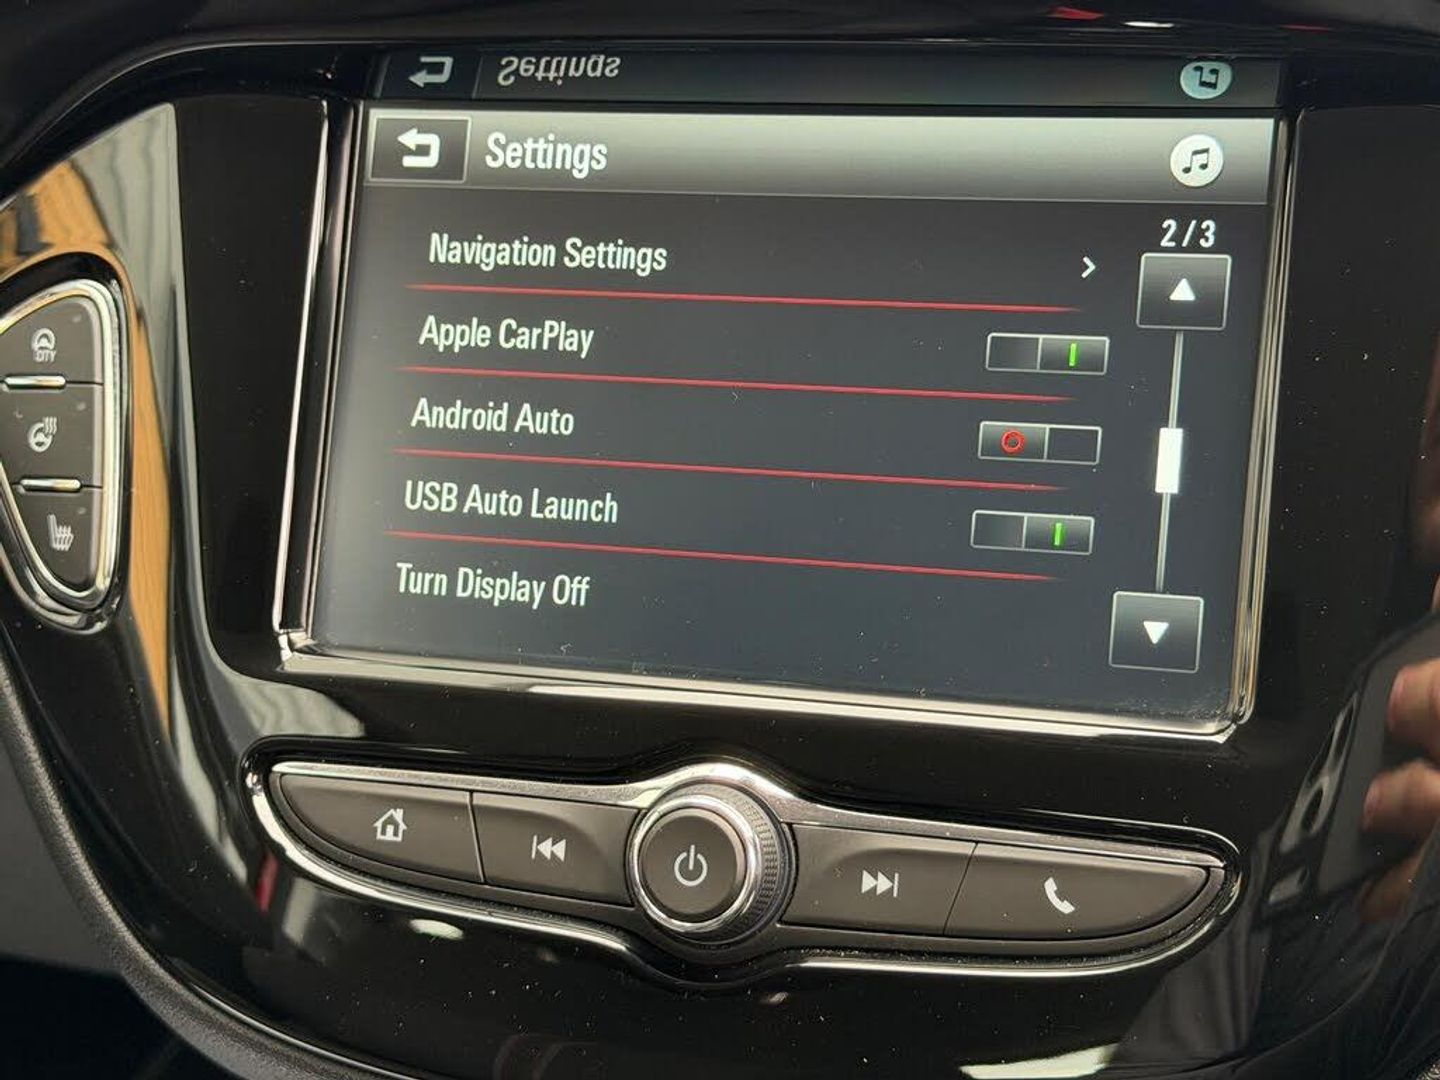 Settings
Settings
2/3
Navigation Settings
Apple CarPlay
Android Auto
USB Auto Launch
Turn Display Off
CITY